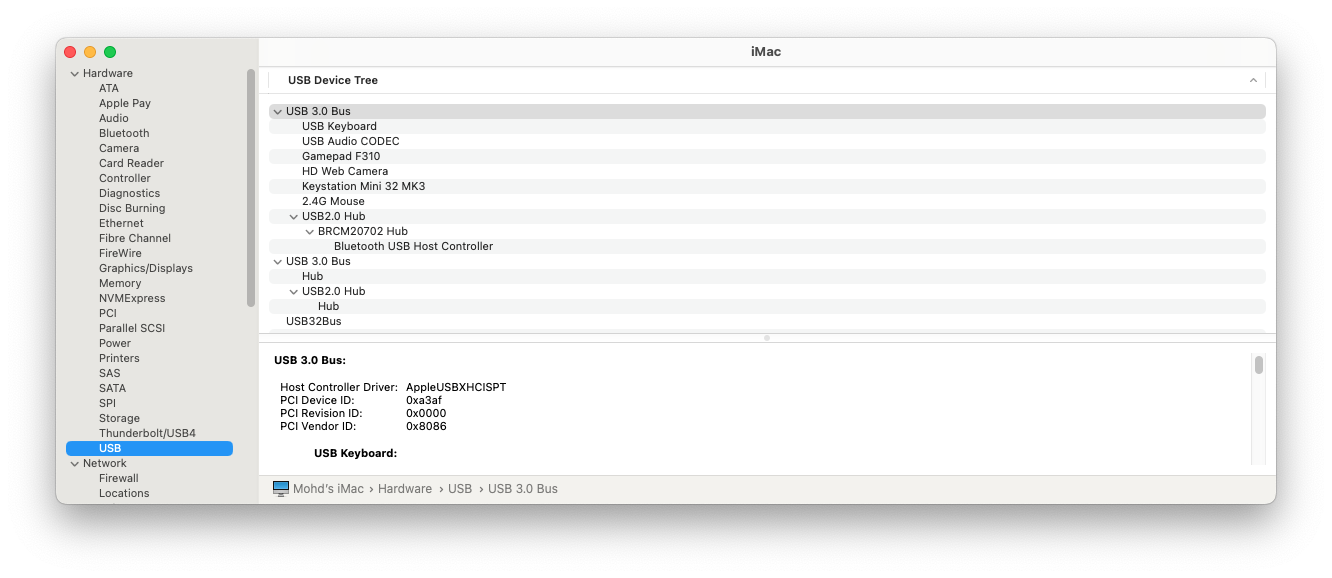 iMac
Hardware
ATA
Apple Pay
Audio
Bluetooth
Camera
Card Reader
Controller
Diagnostics
Disc Burning
Ethernet
Fibre Channel
FireWire
Graphics/Displays
Memory
NVMExpress
PCI
Parallel SCSI
Power
Printers
SAS
SATA
SPI
Storage
Thunderbolt/USB4
USB
Network
Firewall
Locations
USB Device Tree
USB 3.0 Bus
USB Keyboard
USB Audio CODEC
Gamepad F310
HD Web Camera
Keystation Mini 32 MK3
2.4G Mouse
USB2.0 Hub
BRCM20702 Hub
Bluetooth USB Host Controller
USB 3.0 Bus
Hub
USB2.0 Hub
Hub
USB32Bus
USB 3.0 Bus:
Host Controller Driver: AppleUSBXHCISPT
PCI Device ID: 0xa3af
PCI Revision ID: 0x0000
PCI Vendor ID: 0x8086
USB Keyboard:
Mohd's iMac › Hardware › USB › USB 3.0 Bus